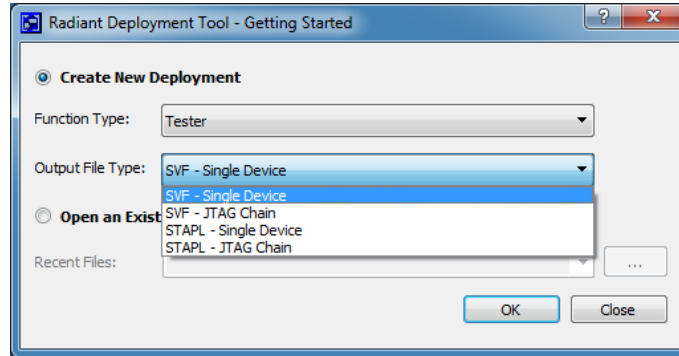 Radiant Deployment Tool - Getting Started
?
X
Create New Deployment
Function Type:
Tester
Output File Type:
SVF - Single Device
SVF - Single Device
SVF - JTAG Chain
Open an Exist
STAPL - Single Device
STAPL - JTAG Chain
Recent Files:
...
OK
Close